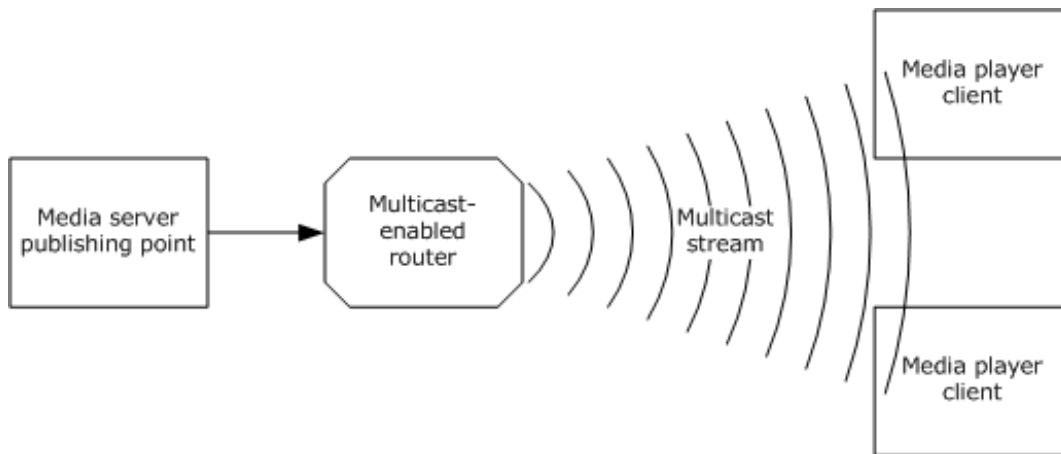 Media server
publishing point
Multicast-
enabled
router
Multicast
stream
Media player
client
Media player
client